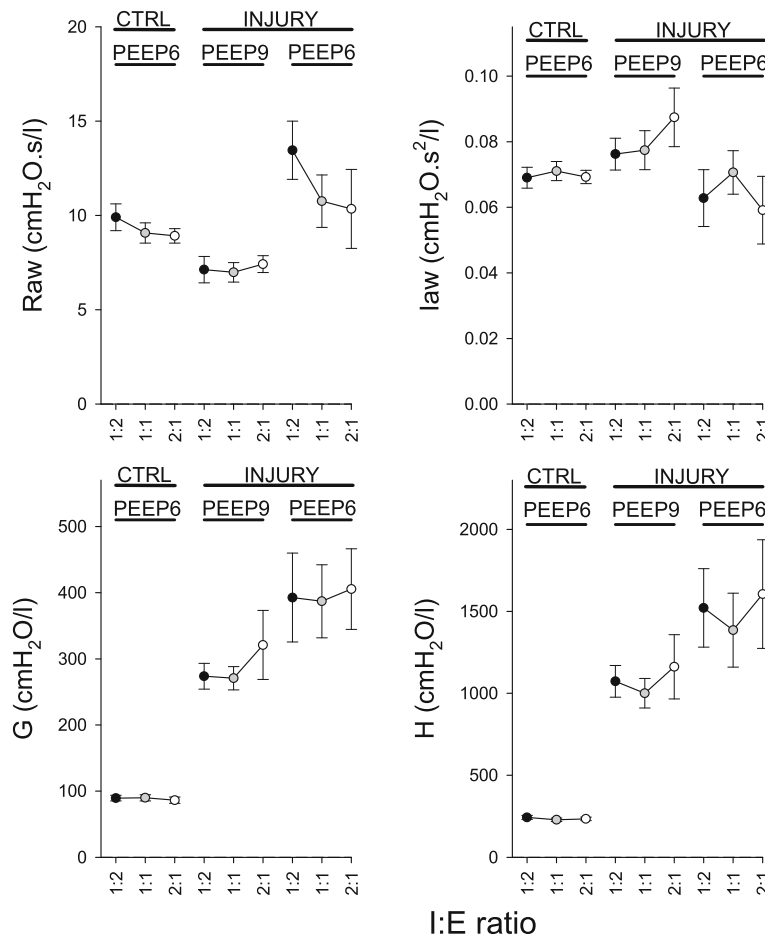 CTRL INJURY
PEEP6 PEEP9 PEEP6
Raw (cmH₂O.s/l)
20
15
10
5
0
1:2 1:1 2:1 1:2 1:1 2:1 1:2 1:1 2:1
CTRL INJURY
PEEP6 PEEP9 PEEP6
Iaw (cmH₂O.s²/l)
0.10
0.08
0.06
0.04
0.02
0.00
1:2 1:1 2:1 1:2 1:1 2:1 1:2 1:1 2:1
CTRL INJURY
PEEP6 PEEP9 PEEP6
G (cmH₂O/l)
500
400
300
200
100
0
1:2 1:1 2:1 1:2 1:1 2:1 1:2 1:1 2:1
CTRL INJURY
PEEP6 PEEP9 PEEP6
H (cmH₂O/l)
2000
1500
1000
500
0
1:2 1:1 2:1 1:2 1:1 2:1 1:2 1:1 2:1
I:E ratio